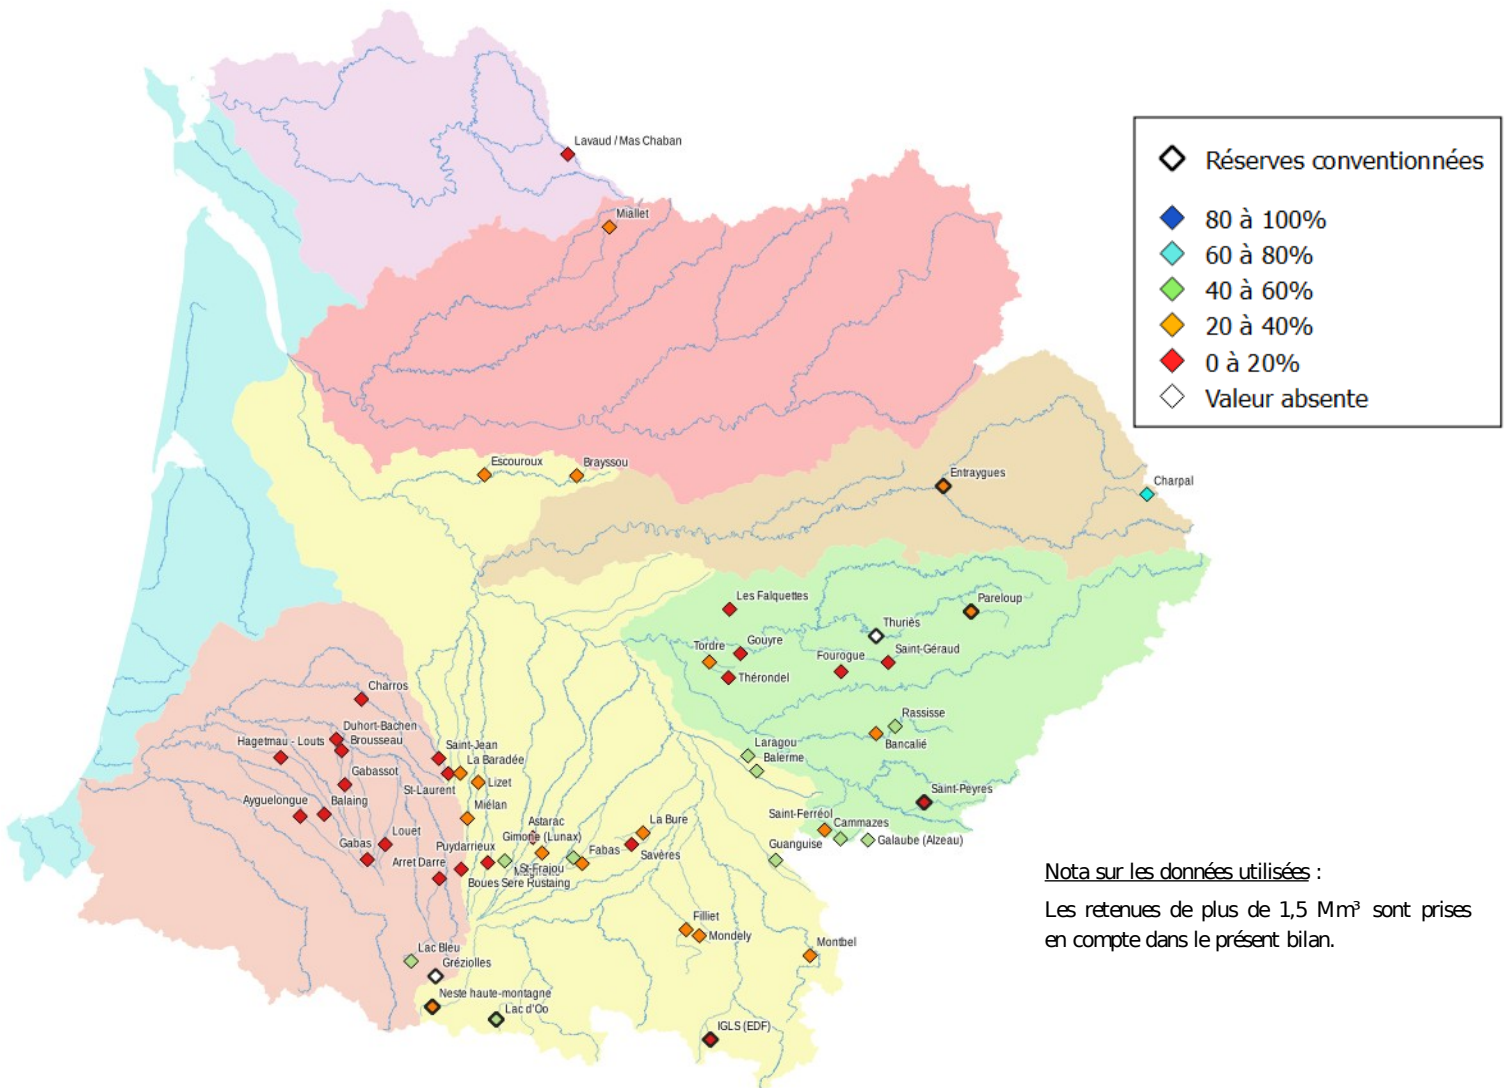 Lavaud / Mas Chaban
Réserves conventionnées
Miallet
80 à 100%
60 à 80%
40 à 60%
20 à 40%
0 à 20%
Valeur absente
Escouroux
Brayssou
Entraygues
Charpal
Les Falquettes
Pareloup
Thuriès
Tordre
Gouyre
Saint-Géraud
Fourogue
Thérondel
Charros
Rassisse
Duhort-Bachen
Hagetmau - Louts
Brousseau
Bancalié
Saint-Jean
Laragou
La Baradée
Balerme
Gabassot
Lizet
St-Laurent
Saint-Peyres
Ayguelongue
Balaing
Miélan
Saint-Ferréol
Cammazes
Astarac
La Bure
Gimone (Lunax)
Louet
Galaube (Alzeau)
Gabas
Puydarrieux
Guanguise
Fabas
Savères
Arret Darre
St-Frajou
Boues Sere Rustaing
Nota sur les données utilisées :
Les retenues de plus de 1,5 Mm³ sont prises
en compte dans le présent bilan.
Filliet
Mondely
Montbel
Lac Bleu
Gréziolles
Neste haute-montagne
Lac d'Oo
IGLS (EDF)